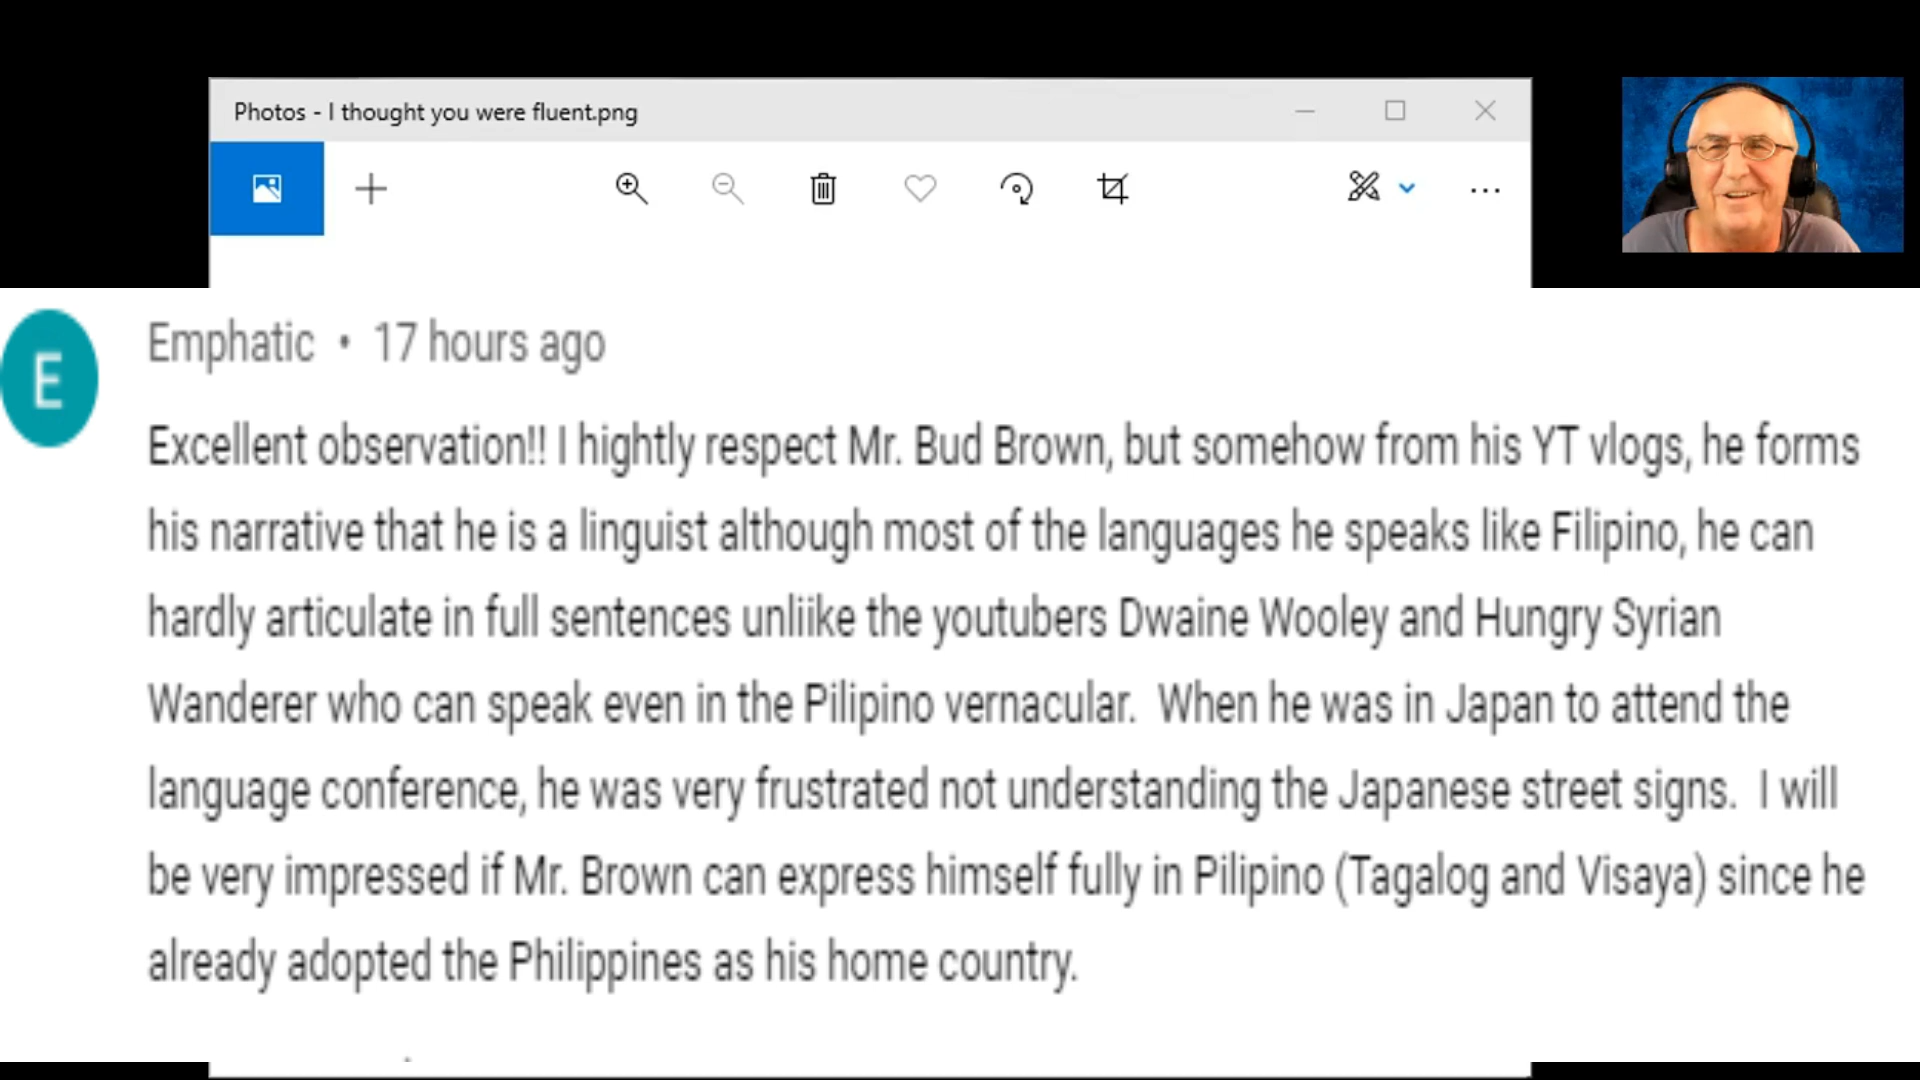 Photos - I thought you were fluent.png
E
Emphatic • 17 hours ago
Excellent observation!! I hightly respect Mr. Bud Brown, but somehow from his YT vlogs, he forms
his narrative that he is a linguist although most of the languages he speaks like Filipino, he can
hardly articulate in full sentences unliike the youtubers Dwaine Wooley and Hungry Syrian
Wanderer who can speak even in the Pilipino vernacular. When he was in Japan to attend the
language conference, he was very frustrated not understanding the Japanese street signs. I will
be very impressed if Mr. Brown can express himself fully in Pilipino (Tagalog and Visaya) since he
already adopted the Philippines as his home country.